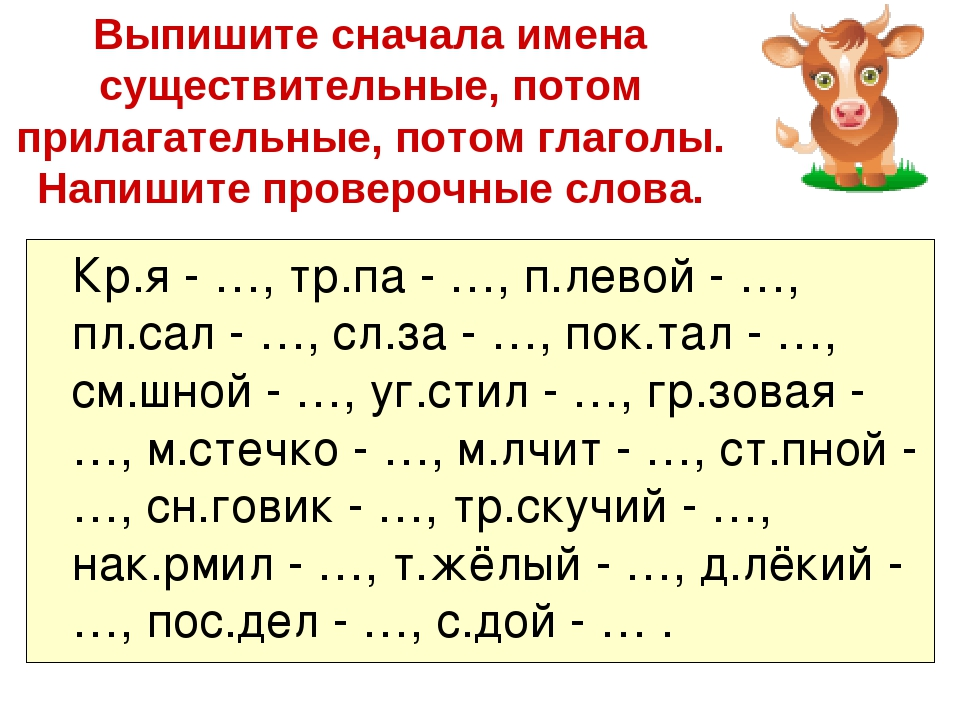 Выпишите сначала имена
существительные, потом
прилагательные, потом глаголы.
Напишите проверочные слова.
Кр.я - …, тр.па - …, п.левой - …,
пл.сал - …, сл.за - …, пок.тал - …,
см.шной - …, уг.стил - …, гр.зовая -
…, м.стечко - …, м.лчит - …, ст.пной -
…, сн.говик - …, тр.скучий - …,
нак.рмил - …, т.жёлый - …, д.лёкий -
…, пос.дел - …, с.дой - … .